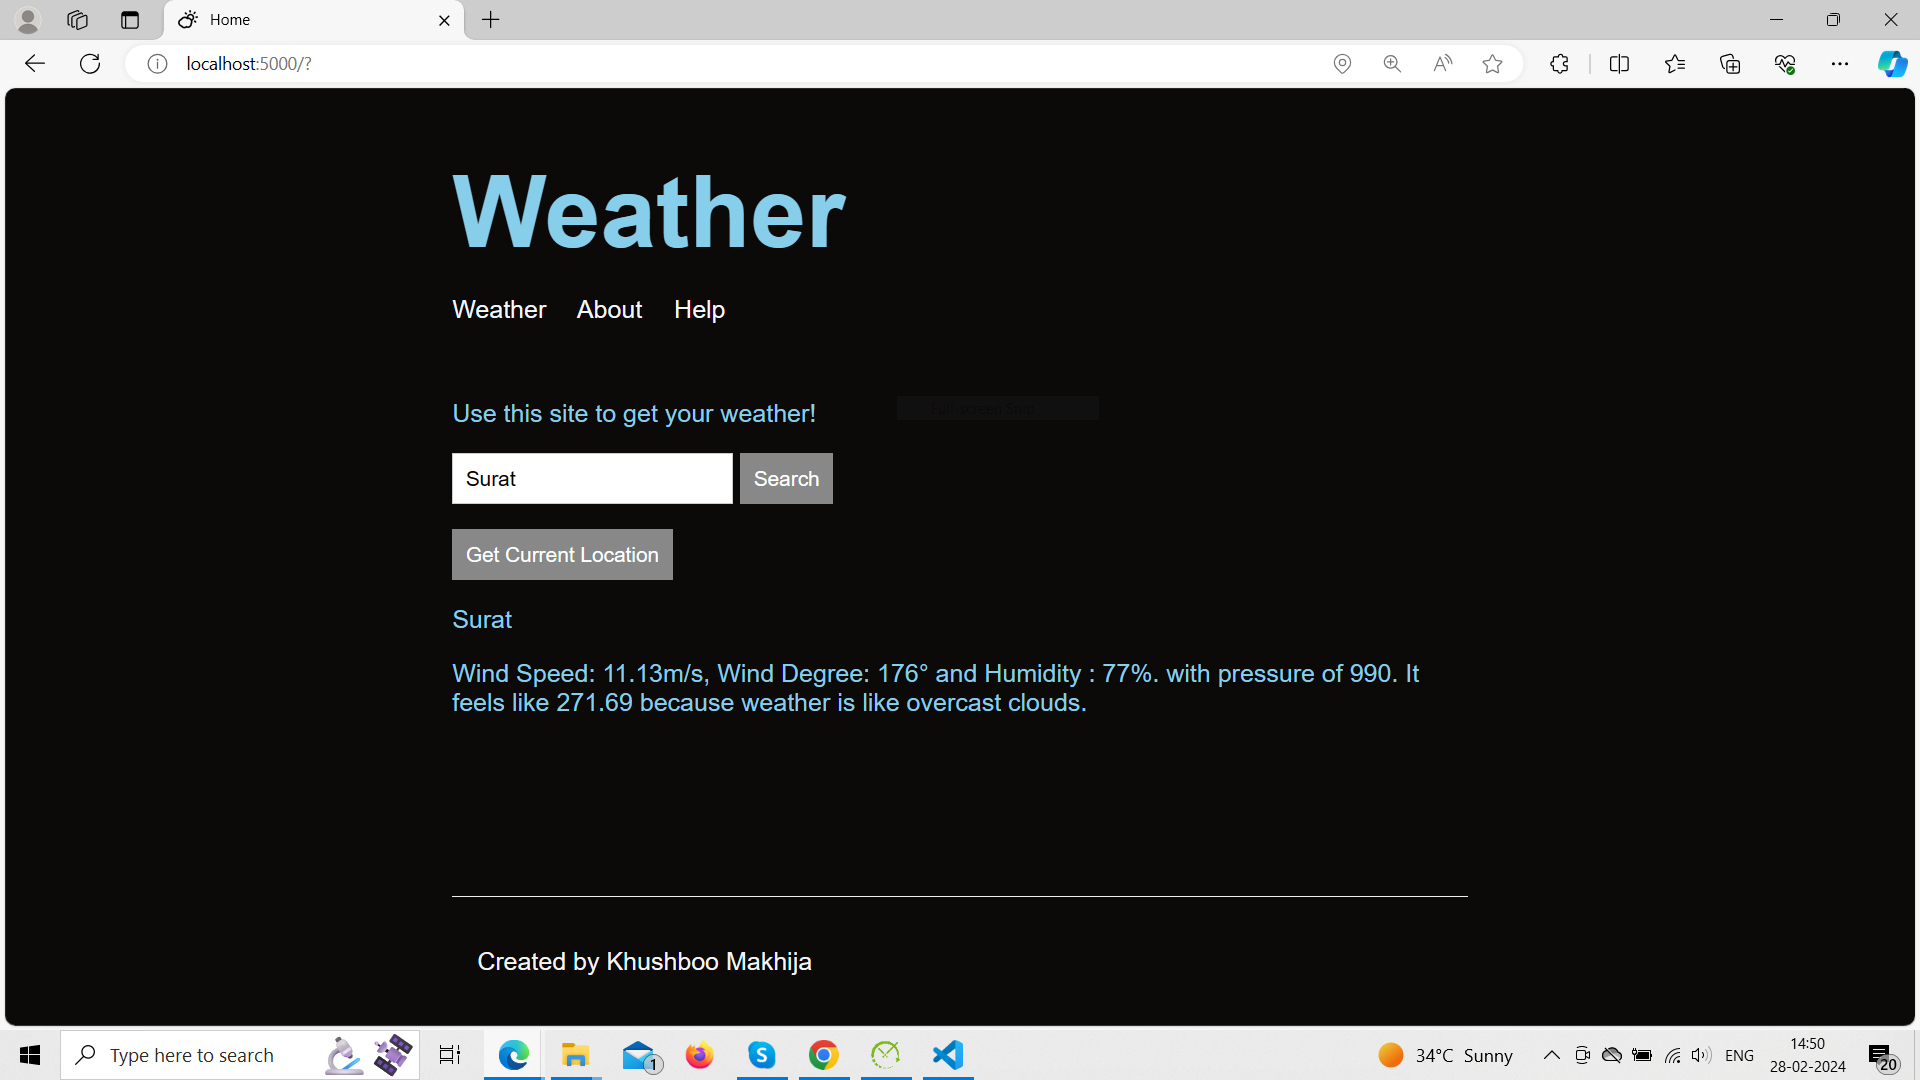 Home
localhost:5000/?
Weather
Weather About Help
Use this site to get your weather!
Surat Search
Get Current Location
Surat
Wind Speed: 11.13m/s, Wind Degree: 176° and Humidity : 77%. with pressure of 990. It
feels like 271.69 because weather is like overcast clouds.
Created by Khushboo Makhija
Type here to search
1
34°C Sunny
ENG
14:50
28-02-2024
20